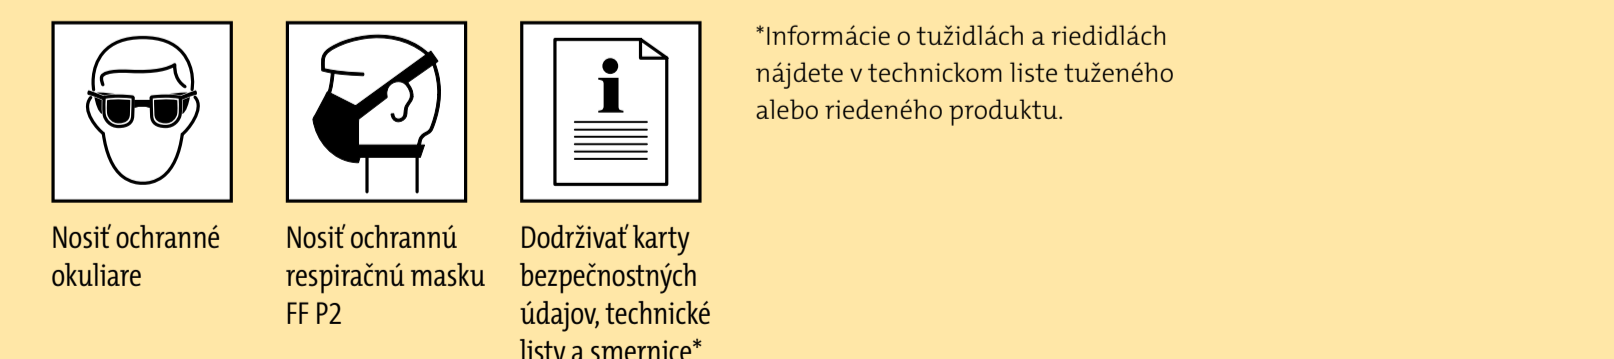 *Informácie o tužidlách a riedidlách
nájdete v technickom liste tuženého
alebo riedeného produktu.
i
Nosiť ochranné
okuliare
Nosiť ochrannú
respiračnú masku
FF P2
Dodrživať karty
bezpečnostných
údajov, technické
listy a smernice*